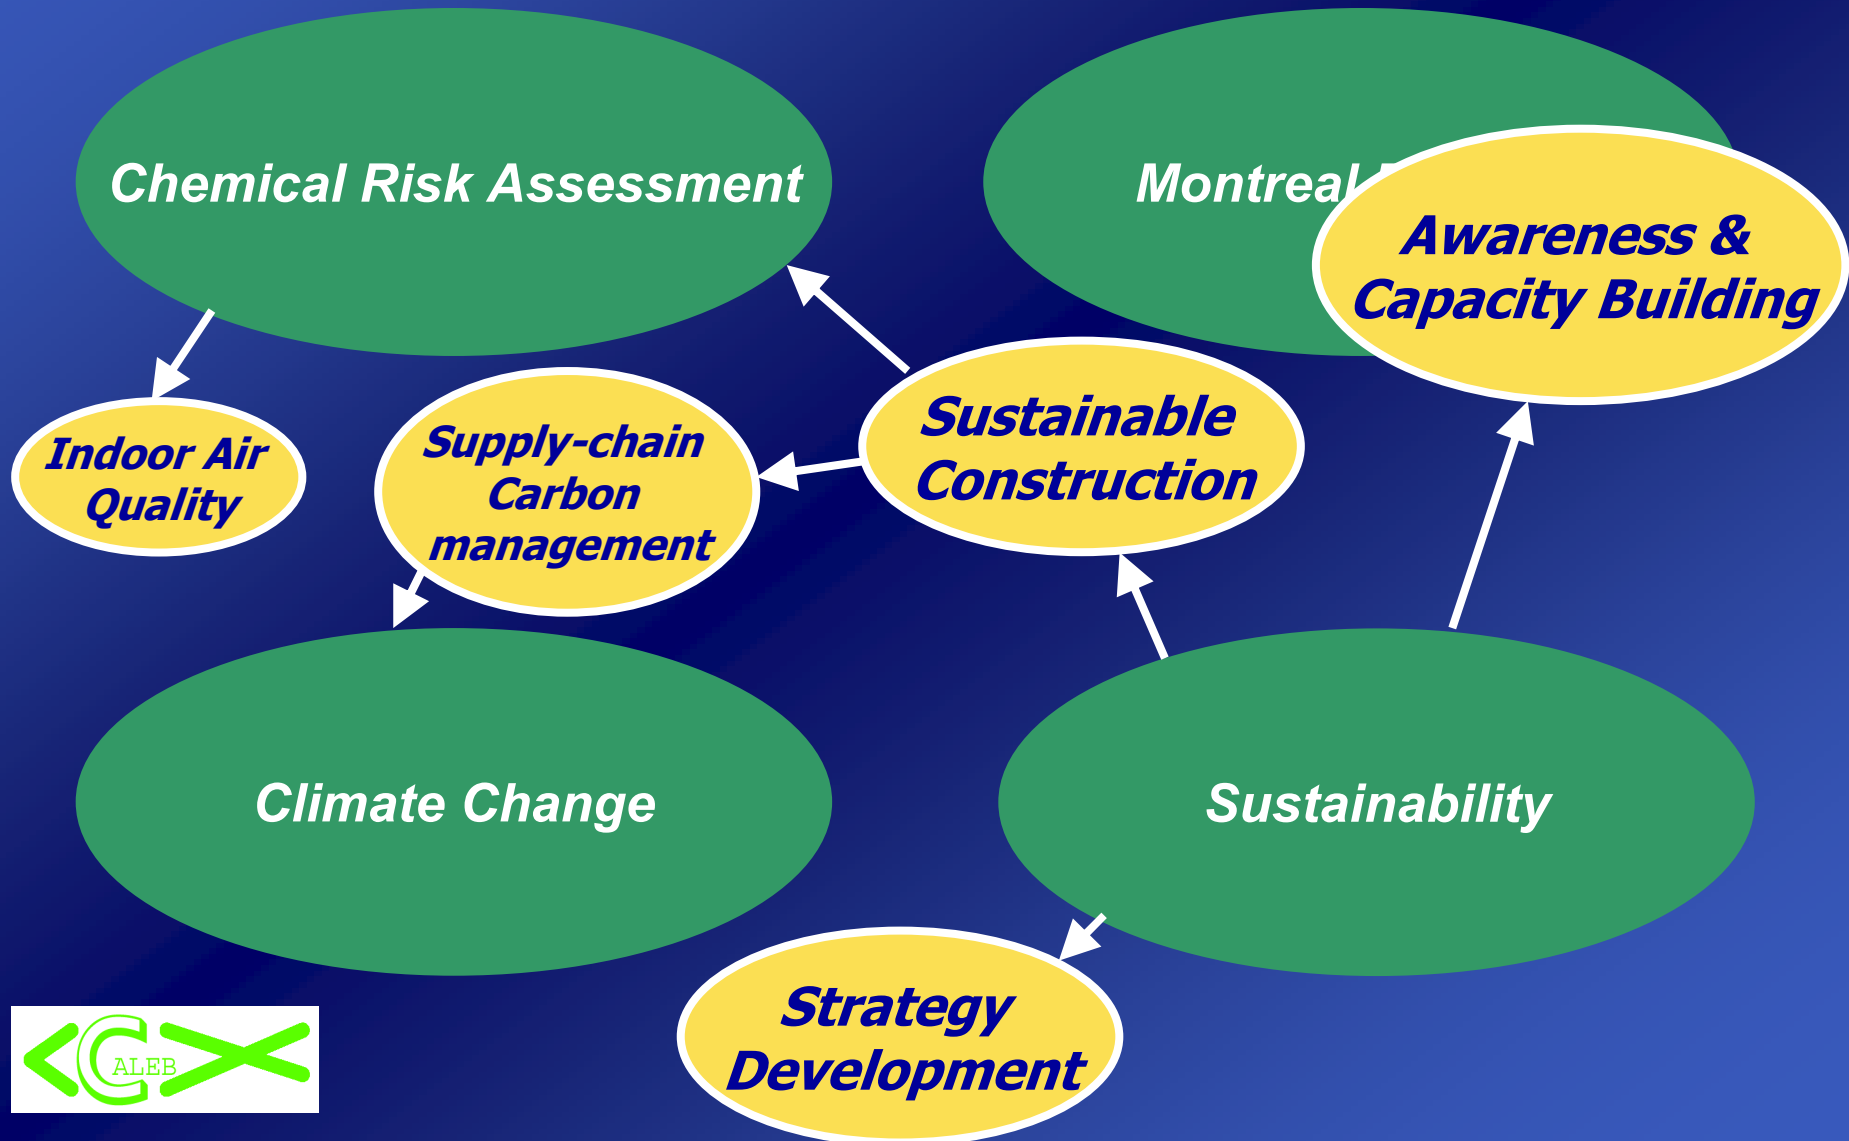 Chemical Risk Assessment
Montreal
Awareness &
Capacity Building
Sustainable
Construction
Supply-chain
Carbon
management
Indoor Air
Quality
Climate Change
Sustainability
Strategy
Development
CALEB